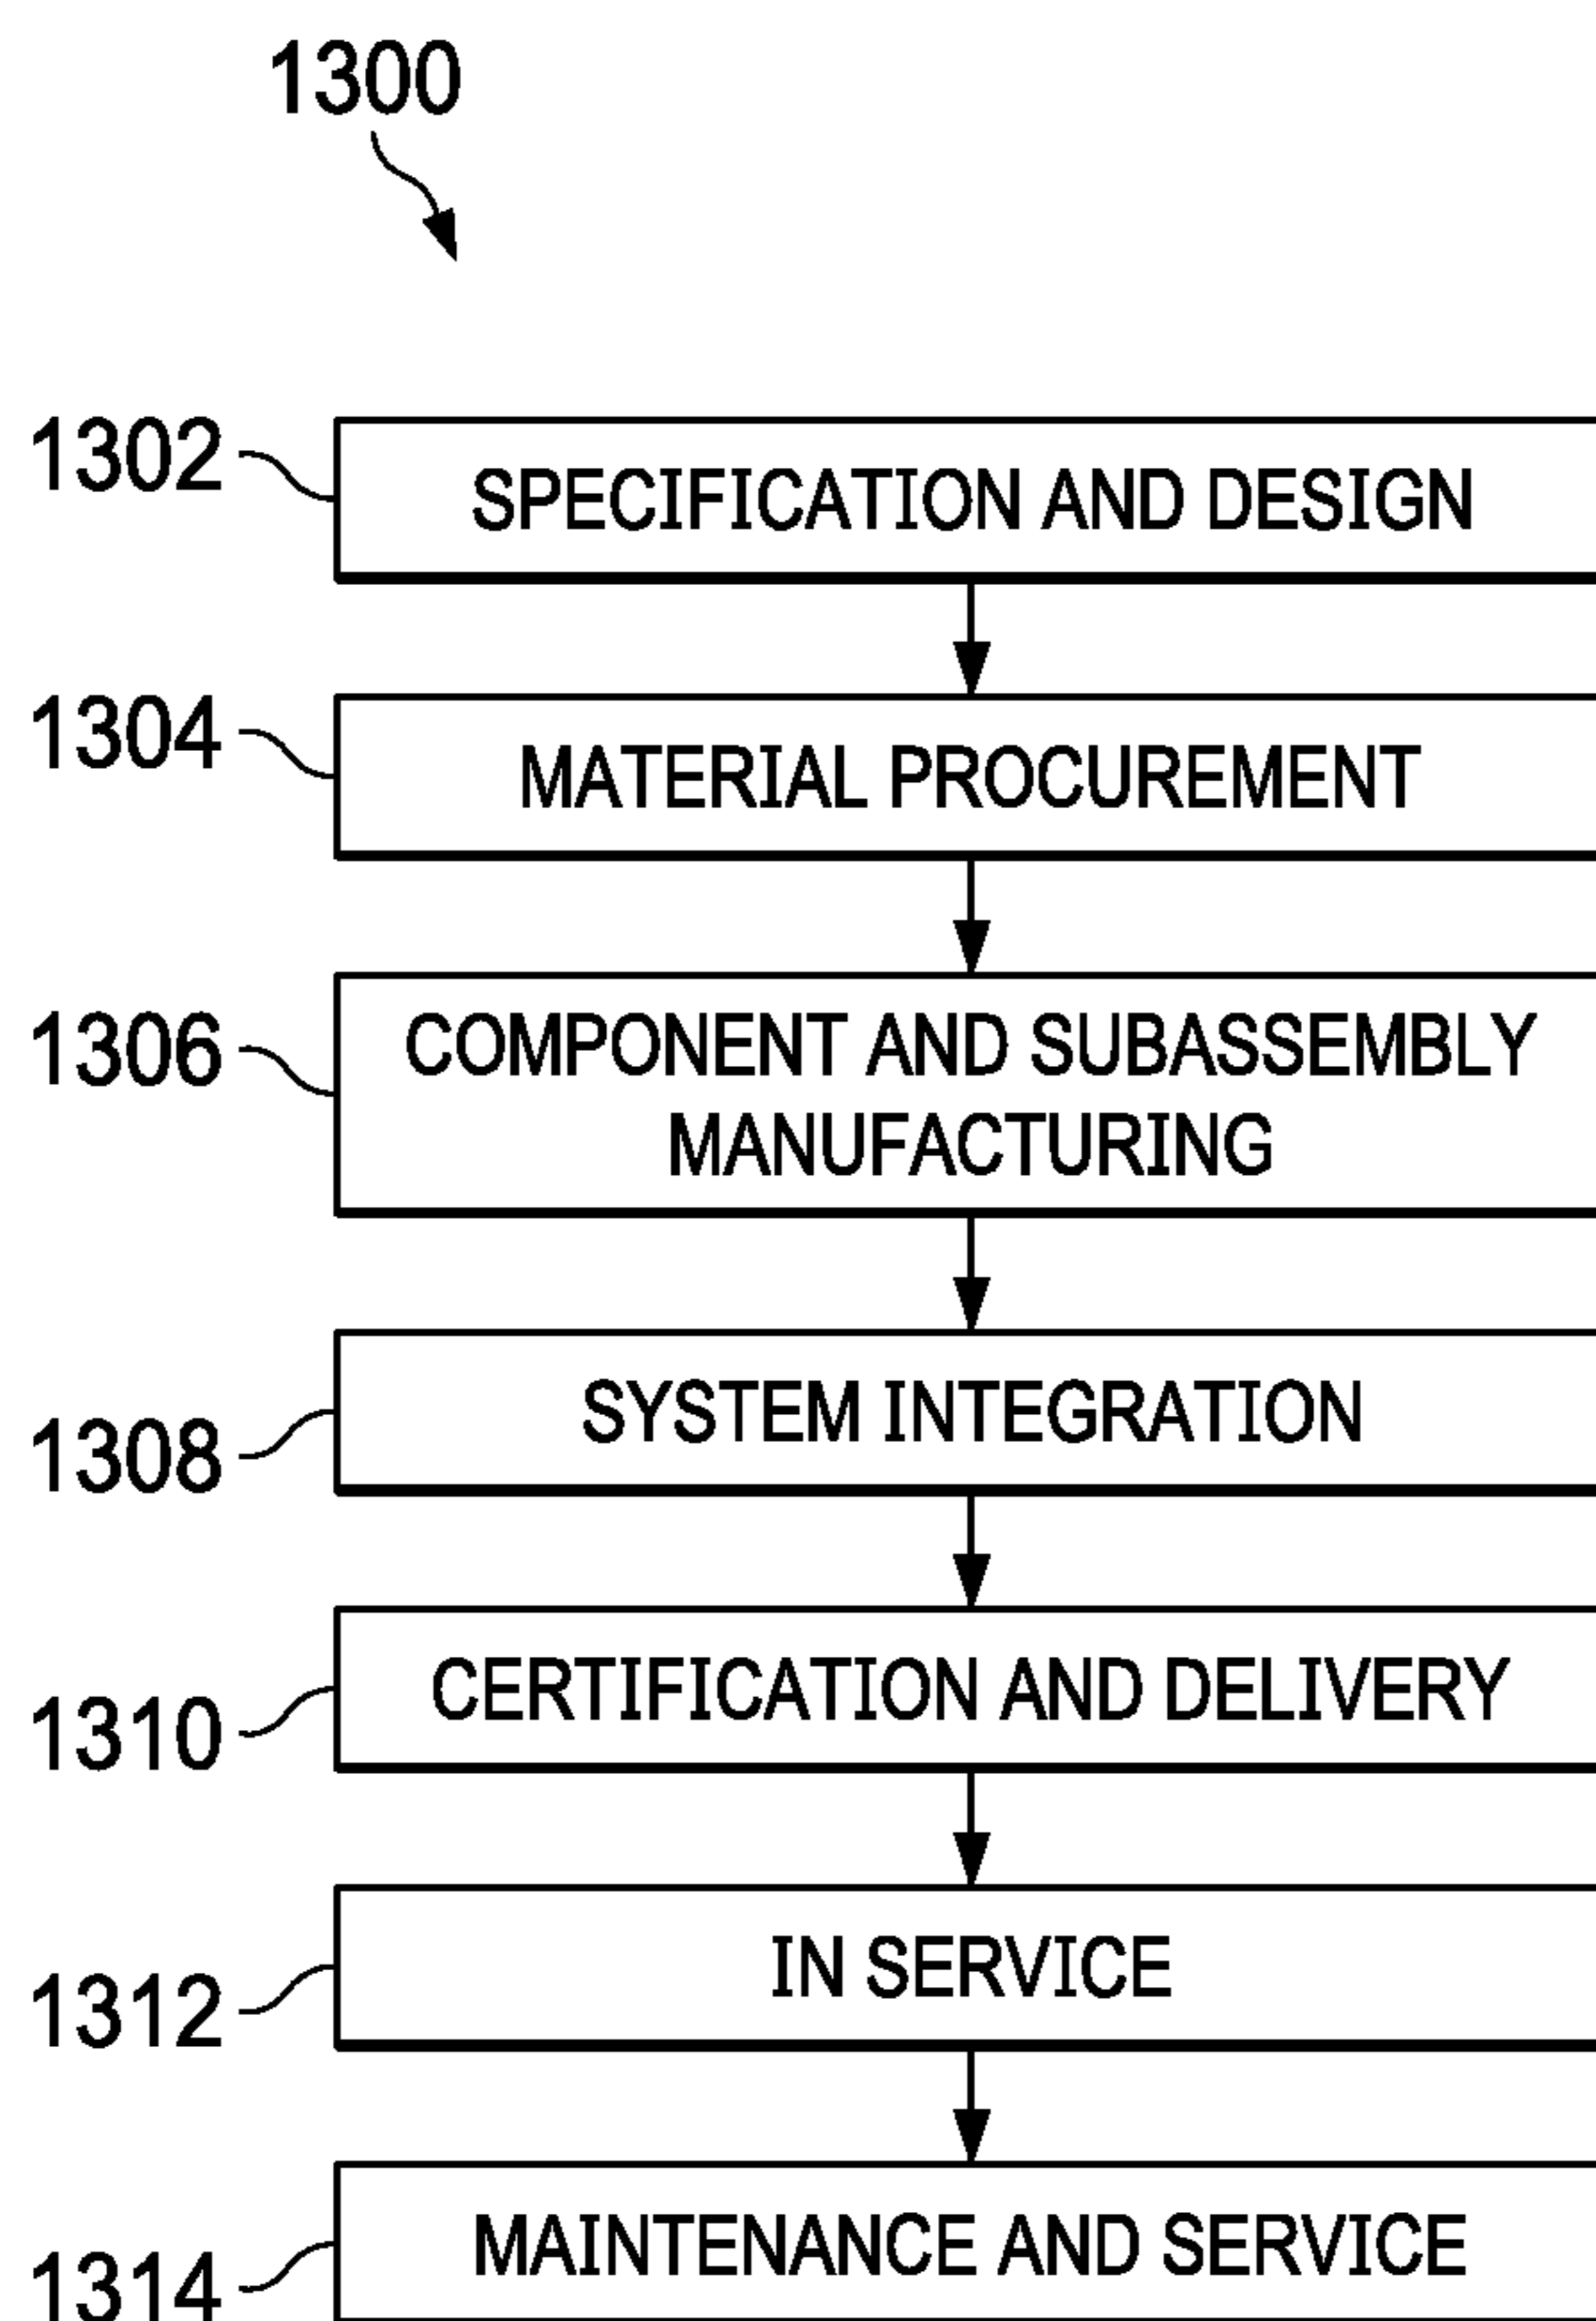 1300
1302
SPECIFICATION AND DESIGN
1304
MATERIAL PROCUREMENT
1306
COMPONENT AND SUBASSEMBLY
MANUFACTURING
SYSTEM INTEGRATION
1308
CERTIFICATION AND DELIVERY
1310
IN SERVICE
1312
MAINTENANCE AND SERVICE
1314